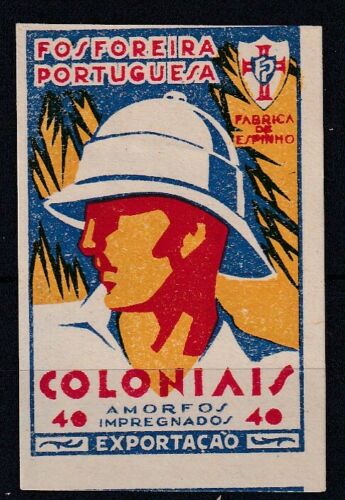 FOSFOREIRA
PORTUGUESA
FP
FABRICA
DE
ESPINHO
COLONIAIS
40 AMORFOS 40
IMPREGNADOS
EXPORTAÇÃO